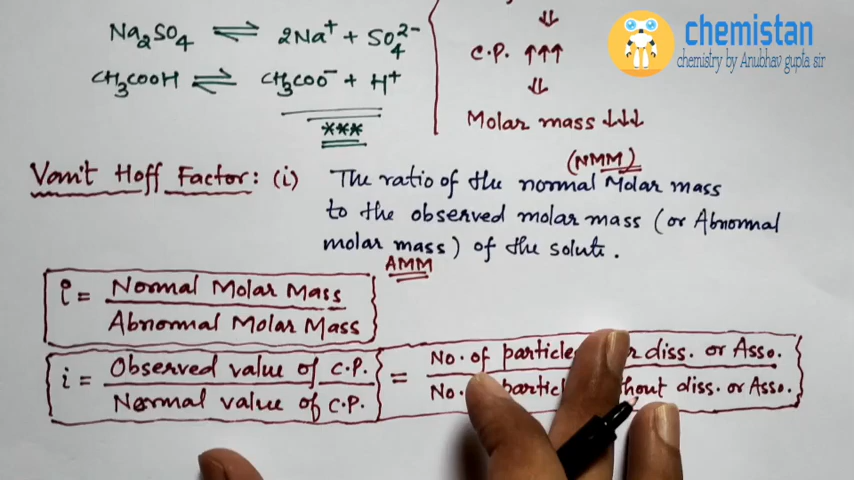 Na2SO4 ⇌ 2Na+ + SO4 2-
CH3COOH ⇌ CH3COO- + H+
***
⇓
C.P. ↑↑↑
⇓
Molar mass ↓↓↓
chemistan
chemistry by Anubhav gupta sir
(NMM)
Van't Hoff Factor: (i) The ratio of the normal Molar mass
to the observed molar mass (or Abnormal
molar mass) of the solute.
AMM
i = Normal Molar Mass / Abnormal Molar Mass
i = Observed value of C.P. / Normal value of C.P. = No. of diss. or Asso. / No. diss. or Asso.